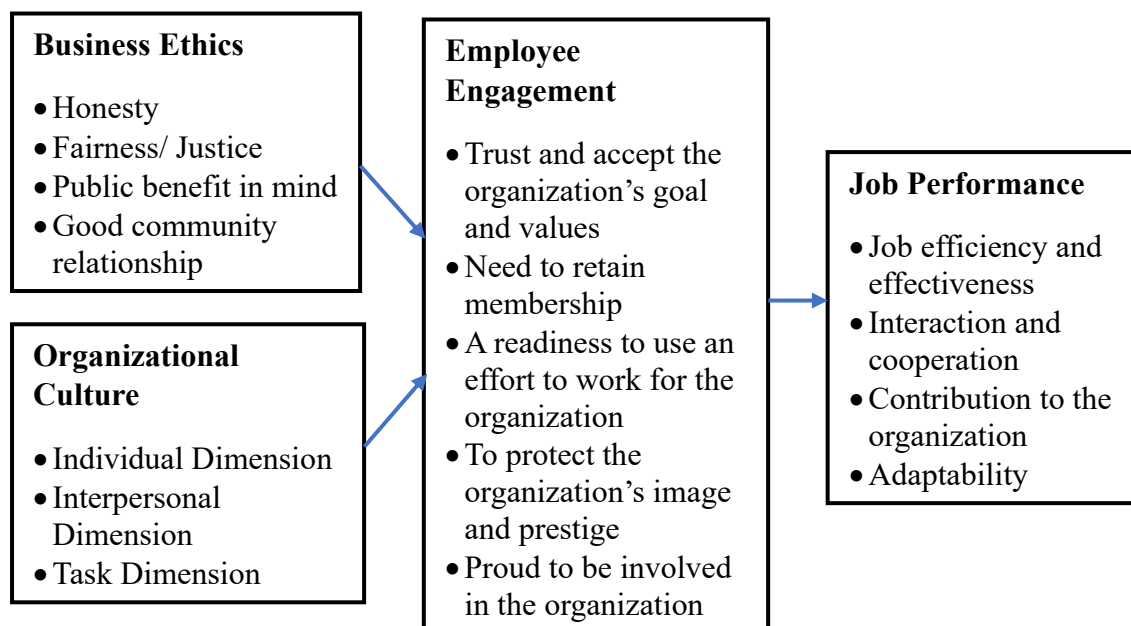 Business Ethics
• Honesty
• Fairness/ Justice
• Public benefit in mind
• Good community
relationship
Organizational
Culture
• Individual Dimension
• Interpersonal
Dimension
• Task Dimension
Employee
Engagement
• Trust and accept the
organization’s goal
and values
• Need to retain
membership
• A readiness to use an
effort to work for the
organization
• To protect the
organization’s image
and prestige
• Proud to be involved
in the organization
Job Performance
• Job efficiency and
effectiveness
• Interaction and
cooperation
• Contribution to the
organization
• Adaptability